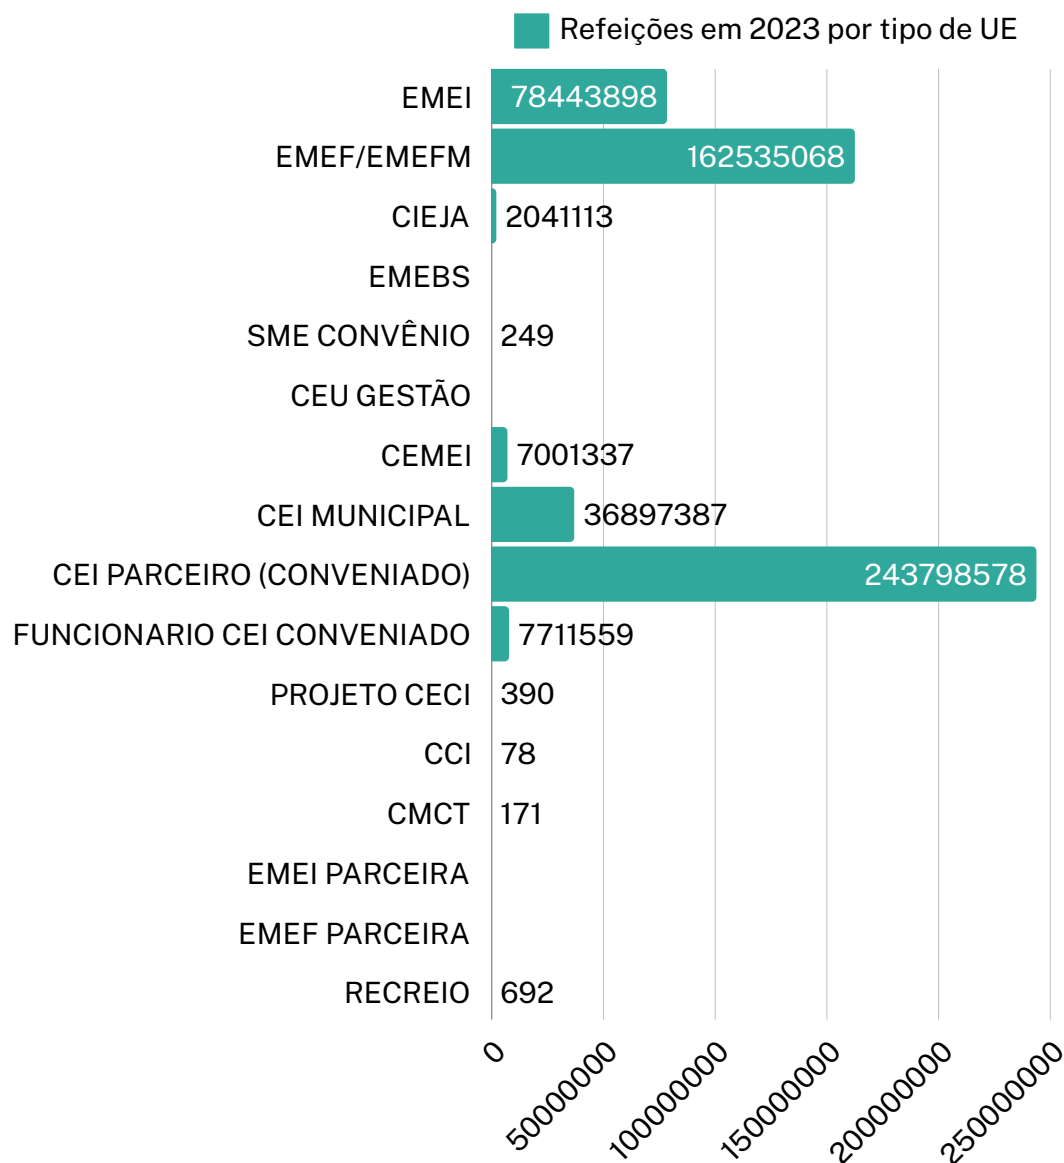 Refeições em 2023 por tipo de UE
EMEI 78443898
EMEF/EMEFM 162535068
CIEJA 2041113
EMEBS
SME CONVÊNIO 249
CEU GESTÃO
CEMEI 7001337
CEI MUNICIPAL 36897387
CEI PARCEIRO (CONVENIADO) 243798578
FUNCIONARIO CEI CONVENIADO 7711559
PROJETO CECI 390
CCI 78
CMCT 171
EMEI PARCEIRA
EMEF PARCEIRA
RECREIO 692
0 50000000 100000000 150000000 200000000 250000000